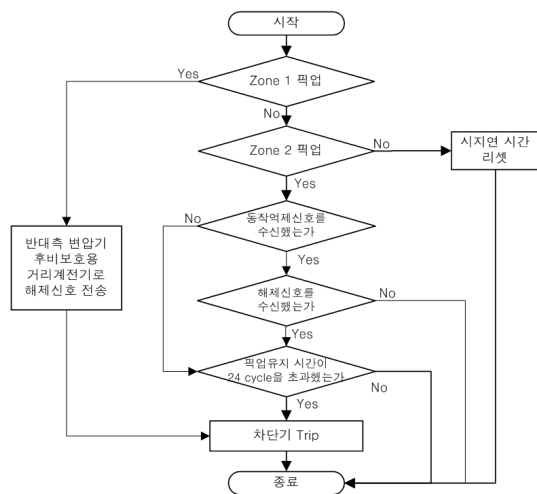 시작
Yes
Zone 1 픽업
No
Zone 2 픽업
No
시지연 시간
리셋
Yes
No
동작억제신호를
수신했는가
반대측 변압기
후비보호용
거리계전기로
해제신호 전송
Yes
해제신호를
수신했는가
No
Yes
픽업유지 시간이
24 cycle을 초과했는가
No
Yes
차단기 Trip
종료